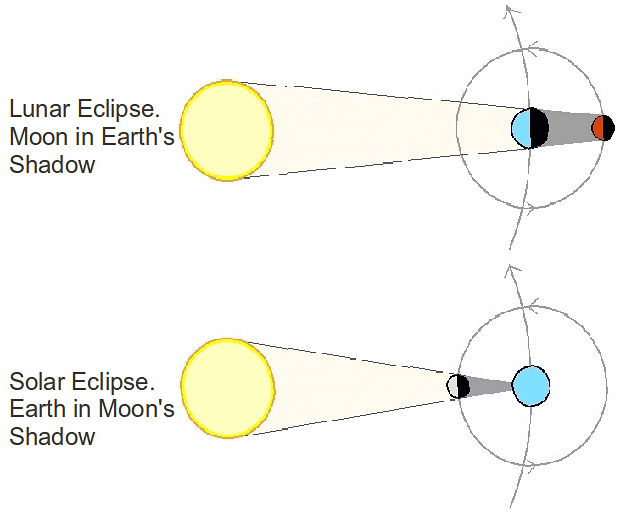 Lunar Eclipse.
Moon in Earth's
Shadow
Solar Eclipse.
Earth in Moon's
Shadow